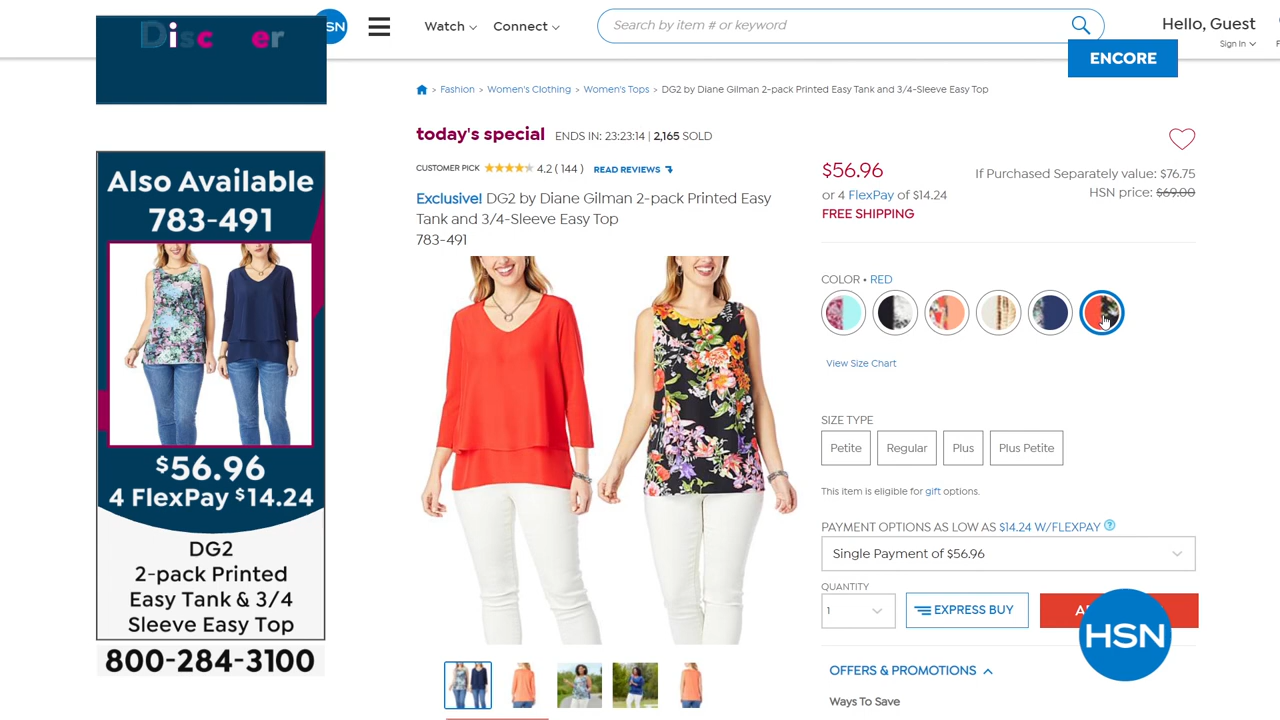 Watch
Connect
Search by item # or keyword
Hello, Guest
Sign In
ENCORE
Fashion > Women's Clothing > Women's Tops > DG2 by Diane Gilman 2-pack Printed Easy Tank and 3/4-Sleeve Easy Top
today's special ENDS IN: 23:23:14 | 2,165 SOLD
CUSTOMER PICK 4.2 ( 144 ) READ REVIEWS
Exclusive! DG2 by Diane Gilman 2-pack Printed Easy
Tank and 3/4-Sleeve Easy Top
783-491
$56.96
or 4 FlexPay of $14.24
FREE SHIPPING
If Purchased Separately value: $76.75
HSN price: $69.00
COLOR • RED
View Size Chart
SIZE TYPE
Petite
Regular
Plus
Plus Petite
This item is eligible for gift options.
PAYMENT OPTIONS AS LOW AS $14.24 W/FLEXPAY ?
Single Payment of $56.96
QUANTITY
1
EXPRESS BUY
HSN
OFFERS & PROMOTIONS
Ways To Save
Also Available
783-491
$56.96
4 FlexPay $14.24
DG2
2-pack Printed
Easy Tank & 3/4
Sleeve Easy Top
800-284-3100